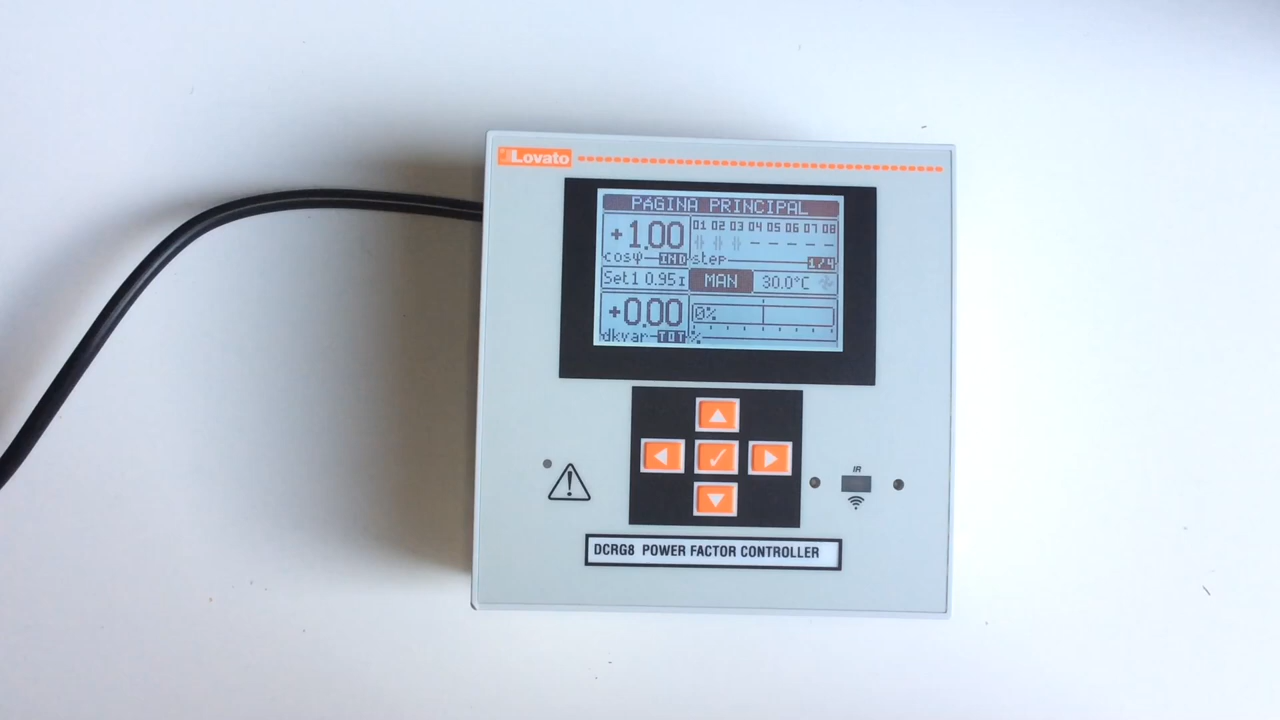 Lovato
PÁGINA PRINCIPAL
+1.00
01 02 03 04 05 06 07 08
cosφ IND step 1/4
Set1 0.95I MAN 30.0°C
+0.00 0%
dkvar TOT %
IR
DCRG8 POWER FACTOR CONTROLLER